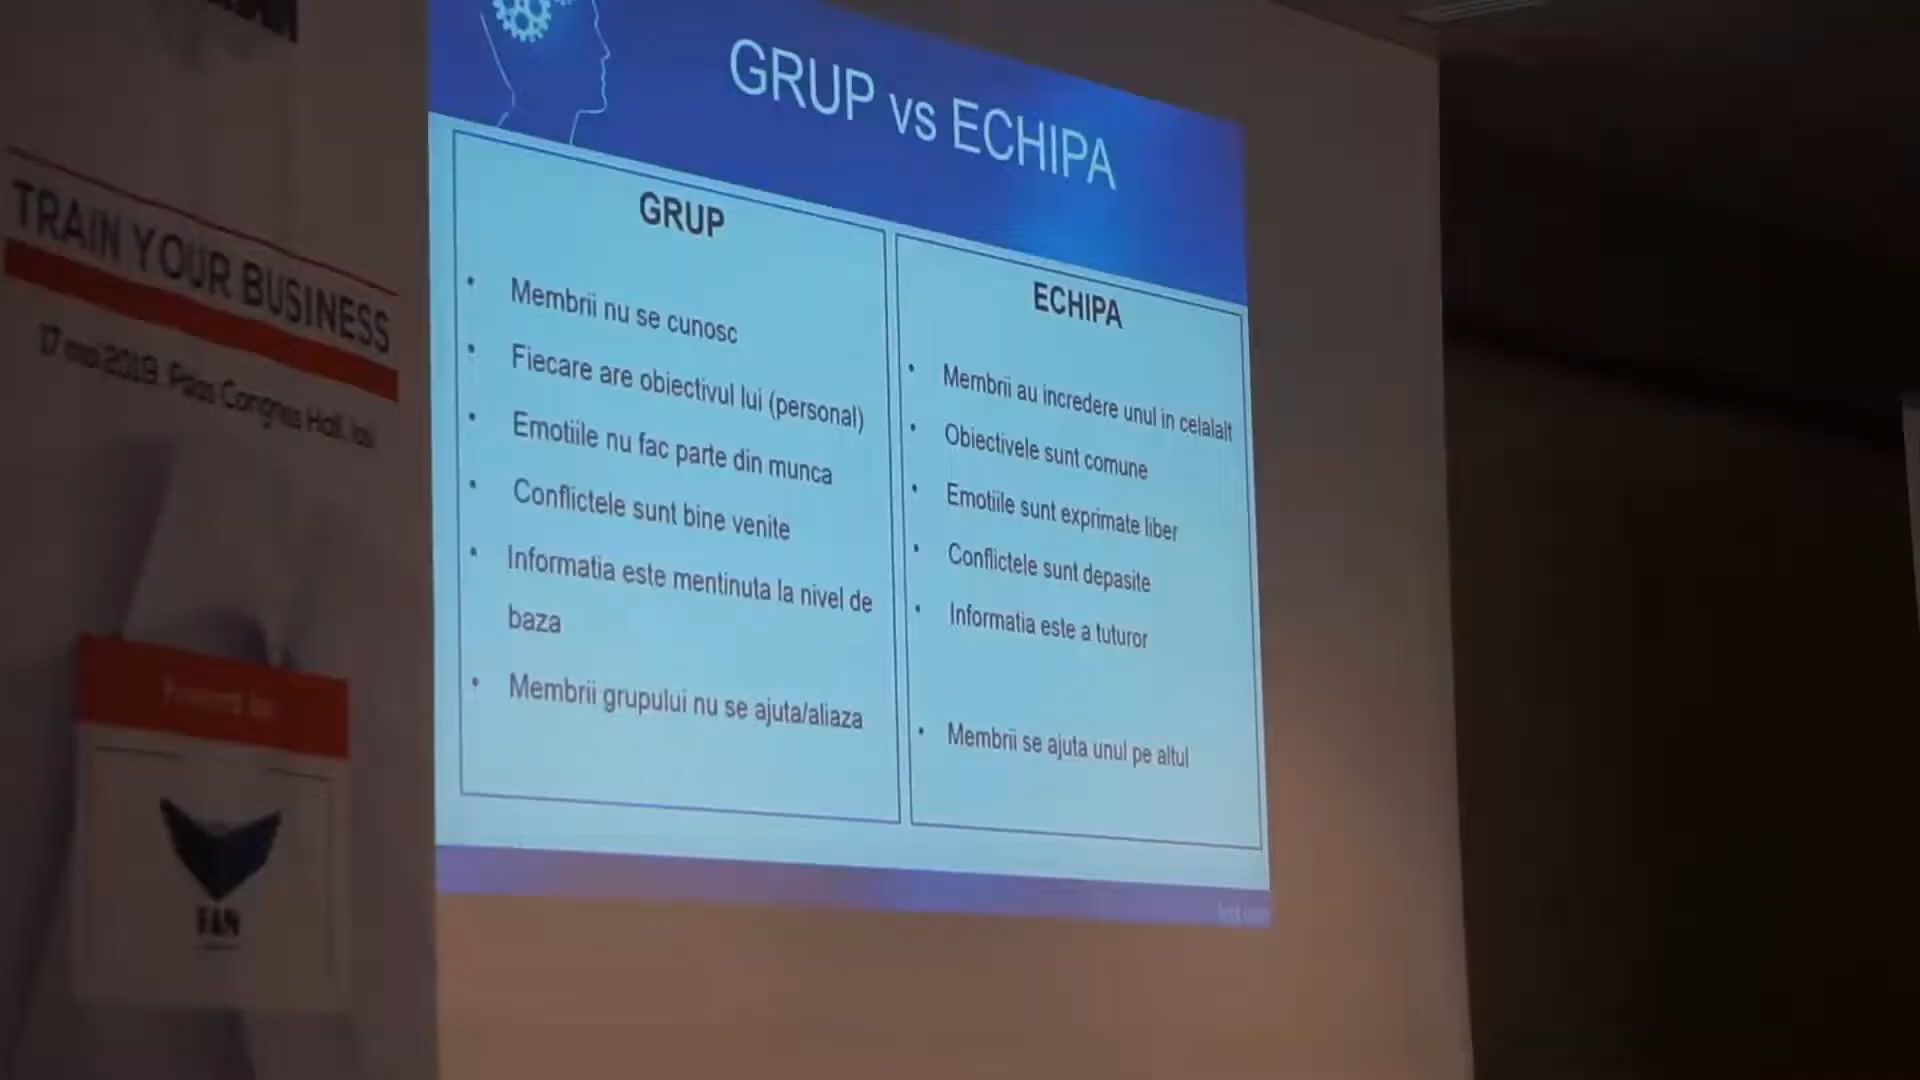 TRAIN YOUR BUSINESS
17 mai 2019. Palas Congress Hall, Iasi
FAN
GRUP vs ECHIPA
GRUP
• Membrii nu se cunosc
• Fiecare are obiectivul lui (personal)
• Emotiile nu fac parte din munca
• Conflictele sunt bine venite
• Informatia este mentinuta la nivel de
baza
• Membrii grupului nu se ajuta/aliaza
ECHIPA
• Membrii au incredere unul in celalalt
• Obiectivele sunt comune
• Emotiile sunt exprimate liber
• Conflictele sunt depasite
• Informatia este a tuturor
• Membrii se ajuta unul pe altul